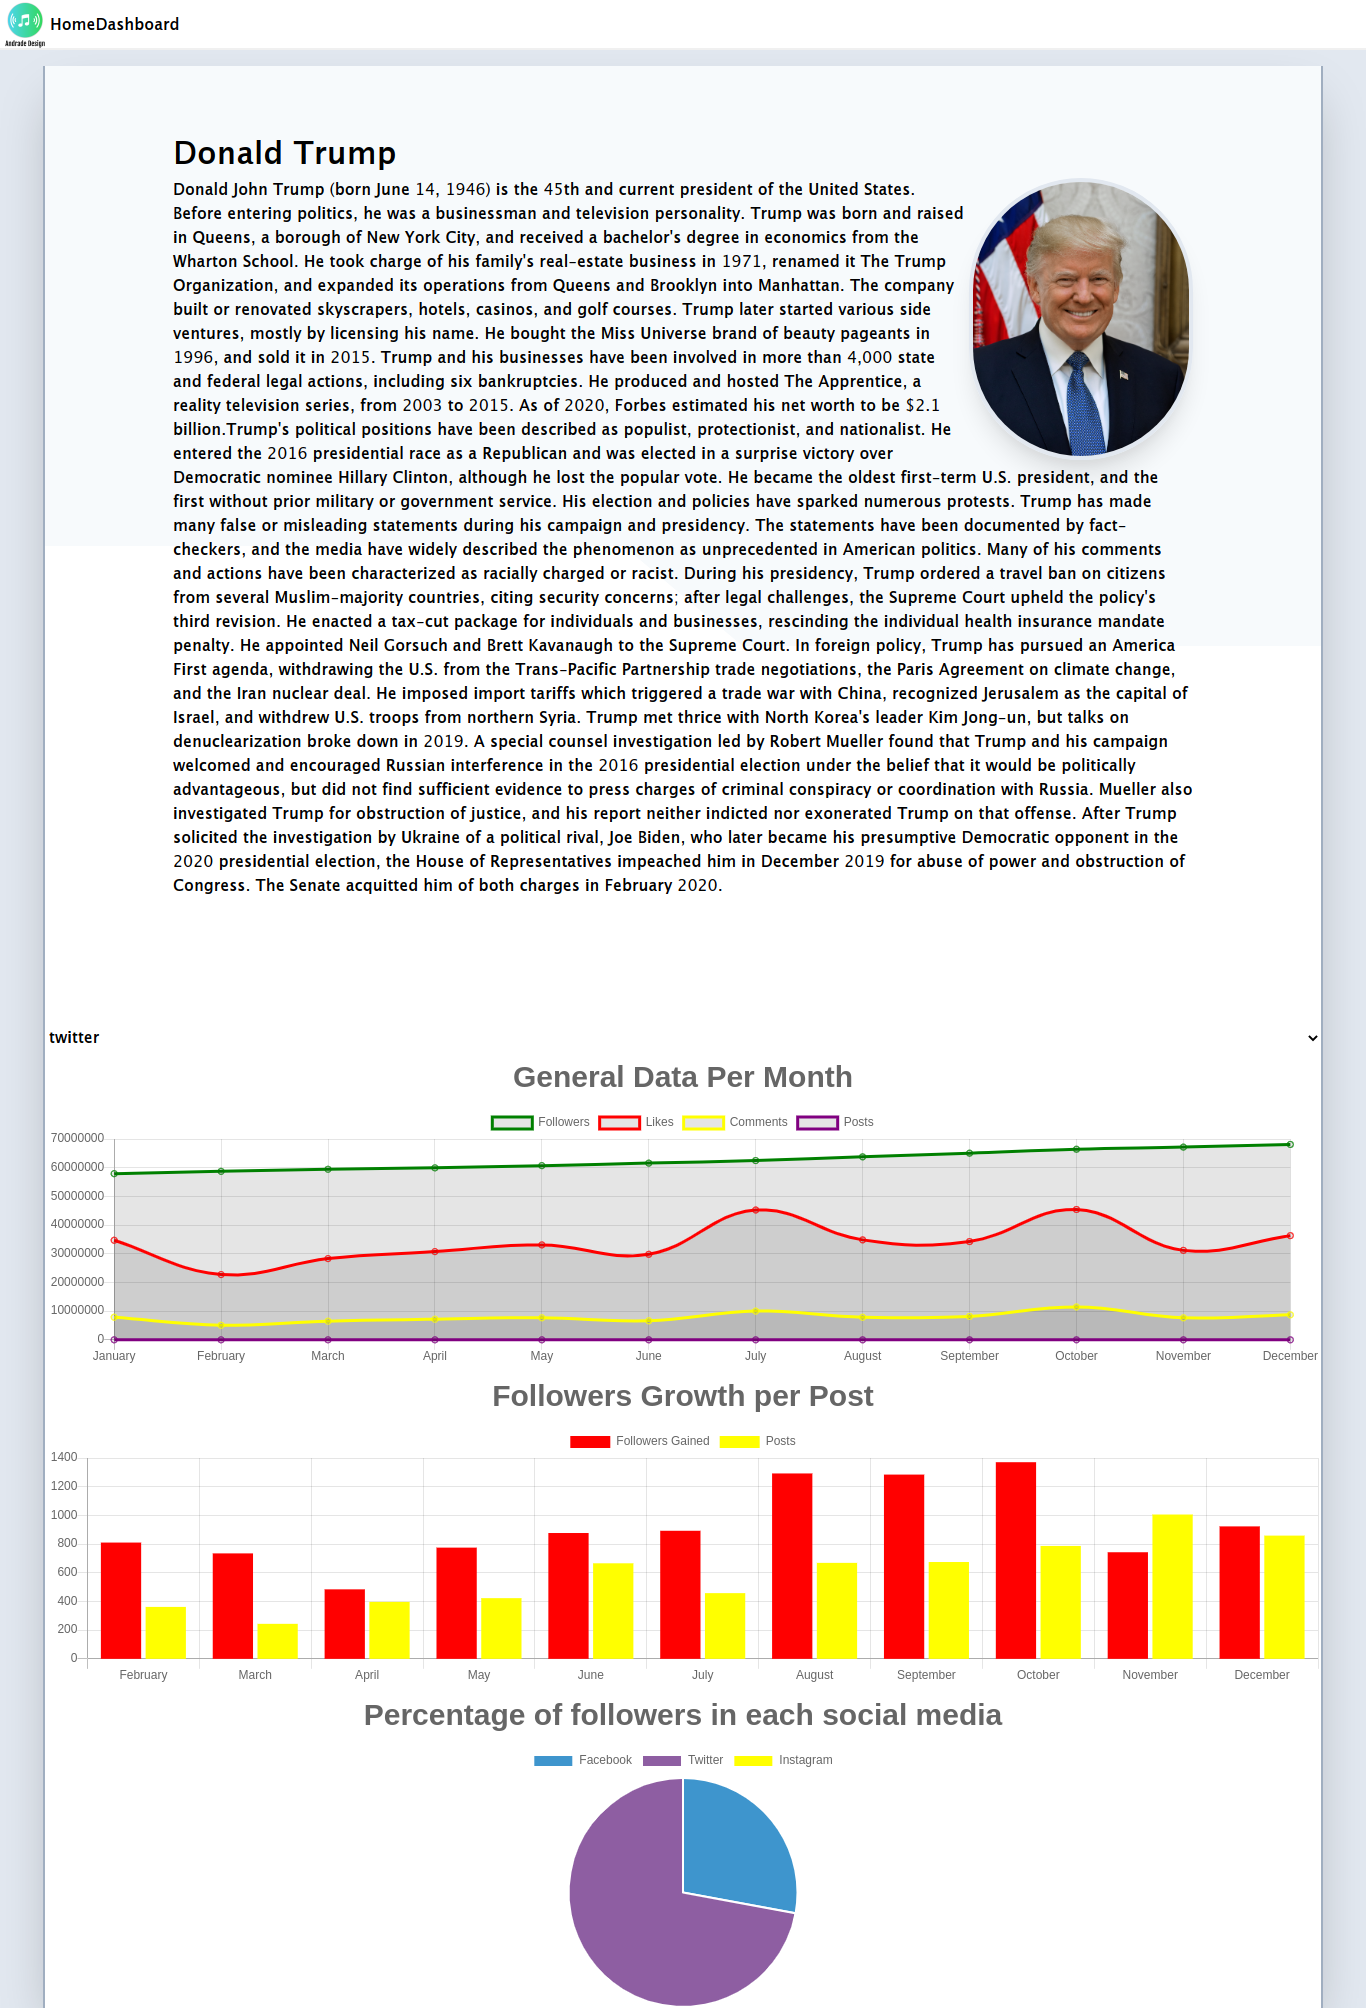 Andrade Design
HomeDashboard
Donald Trump
Donald John Trump (born June 14, 1946) is the 45th and current president of the United States.
Before entering politics, he was a businessman and television personality. Trump was born and raised
in Queens, a borough of New York City, and received a bachelor's degree in economics from the
Wharton School. He took charge of his family's real-estate business in 1971, renamed it The Trump
Organization, and expanded its operations from Queens and Brooklyn into Manhattan. The company
built or renovated skyscrapers, hotels, casinos, and golf courses. Trump later started various side
ventures, mostly by licensing his name. He bought the Miss Universe brand of beauty pageants in
1996, and sold it in 2015. Trump and his businesses have been involved in more than 4,000 state
and federal legal actions, including six bankruptcies. He produced and hosted The Apprentice, a
reality television series, from 2003 to 2015. As of 2020, Forbes estimated his net worth to be $2.1
billion.Trump's political positions have been described as populist, protectionist, and nationalist. He
entered the 2016 presidential race as a Republican and was elected in a surprise victory over
Democratic nominee Hillary Clinton, although he lost the popular vote. He became the oldest first-term U.S. president, and the
first without prior military or government service. His election and policies have sparked numerous protests. Trump has made
many false or misleading statements during his campaign and presidency. The statements have been documented by fact-
checkers, and the media have widely described the phenomenon as unprecedented in American politics. Many of his comments
and actions have been characterized as racially charged or racist. During his presidency, Trump ordered a travel ban on citizens
from several Muslim-majority countries, citing security concerns; after legal challenges, the Supreme Court upheld the policy's
third revision. He enacted a tax-cut package for individuals and businesses, rescinding the individual health insurance mandate
penalty. He appointed Neil Gorsuch and Brett Kavanaugh to the Supreme Court. In foreign policy, Trump has pursued an America
First agenda, withdrawing the U.S. from the Trans-Pacific Partnership trade negotiations, the Paris Agreement on climate change,
and the Iran nuclear deal. He imposed import tariffs which triggered a trade war with China, recognized Jerusalem as the capital of
Israel, and withdrew U.S. troops from northern Syria. Trump met thrice with North Korea's leader Kim Jong-un, but talks on
denuclearization broke down in 2019. A special counsel investigation led by Robert Mueller found that Trump and his campaign
welcomed and encouraged Russian interference in the 2016 presidential election under the belief that it would be politically
advantageous, but did not find sufficient evidence to press charges of criminal conspiracy or coordination with Russia. Mueller also
investigated Trump for obstruction of justice, and his report neither indicted nor exonerated Trump on that offense. After Trump
solicited the investigation by Ukraine of a political rival, Joe Biden, who later became his presumptive Democratic opponent in the
2020 presidential election, the House of Representatives impeached him in December 2019 for abuse of power and obstruction of
Congress. The Senate acquitted him of both charges in February 2020.
twitter
General Data Per Month
Followers Likes Comments Posts
70000000
60000000
50000000
40000000
30000000
20000000
10000000
0
January February March April May June July August September October November December
Followers Growth per Post
Followers Gained Posts
1400
1200
1000
800
600
400
200
0
February March April May June July August September October November December
Percentage of followers in each social media
Facebook Twitter Instagram